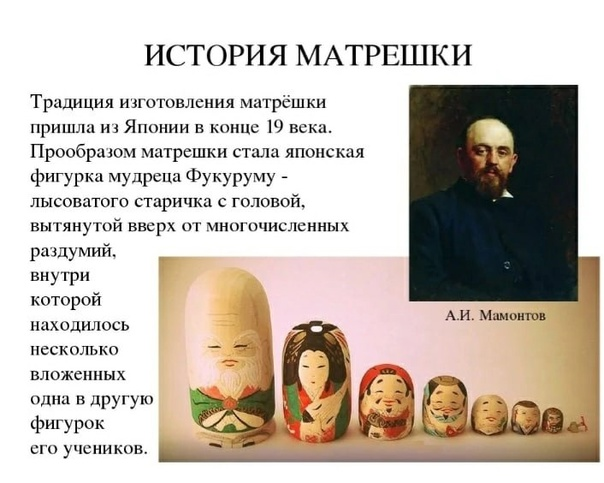 ИСТОРИЯ МАТРЕШКИ
Традиция изготовления матрёшки
пришла из Японии в конце 19 века.
Прообразом матрешки стала японская
фигурка мудреца Фукуруму -
лысоватого старичка с головой,
вытянутой вверх от многочисленных
раздумий,
внутри
которой
находилось
несколько
вложенных
одна в другую
фигурок
его учеников.
А.И. Мамонтов